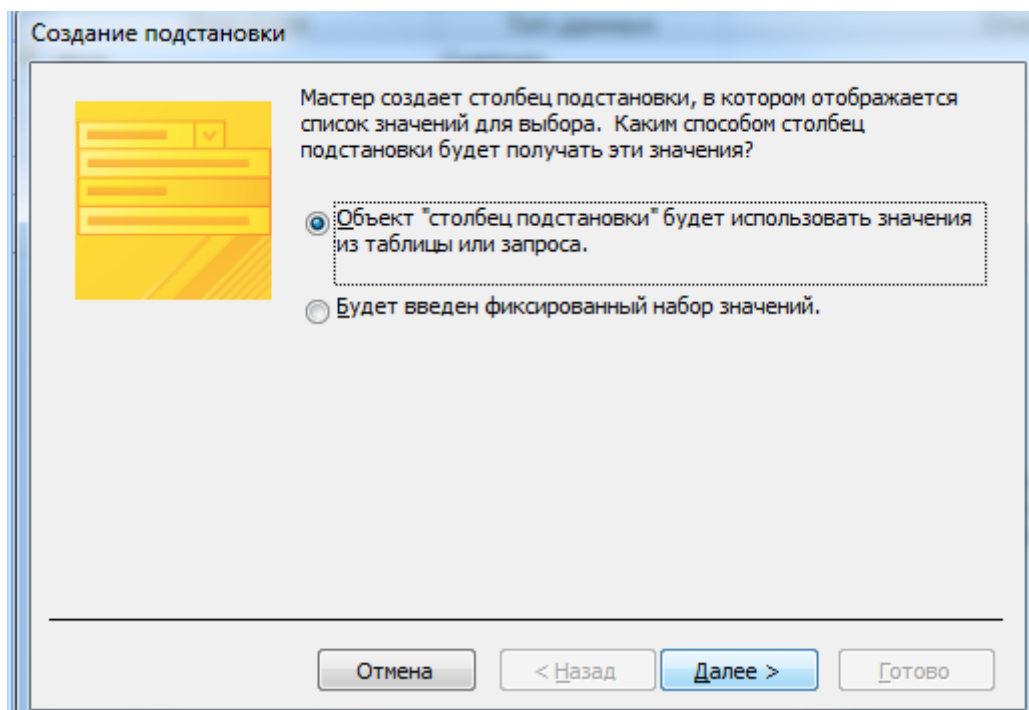 Создание подстановки
Мастер создает столбец подстановки, в котором отображается
список значений для выбора. Каким способом столбец
подстановки будет получать эти значения?
Объект "столбец подстановки" будет использовать значения
из таблицы или запроса.
Будет введен фиксированный набор значений.
Отмена
< Назад
Далее >
Готово